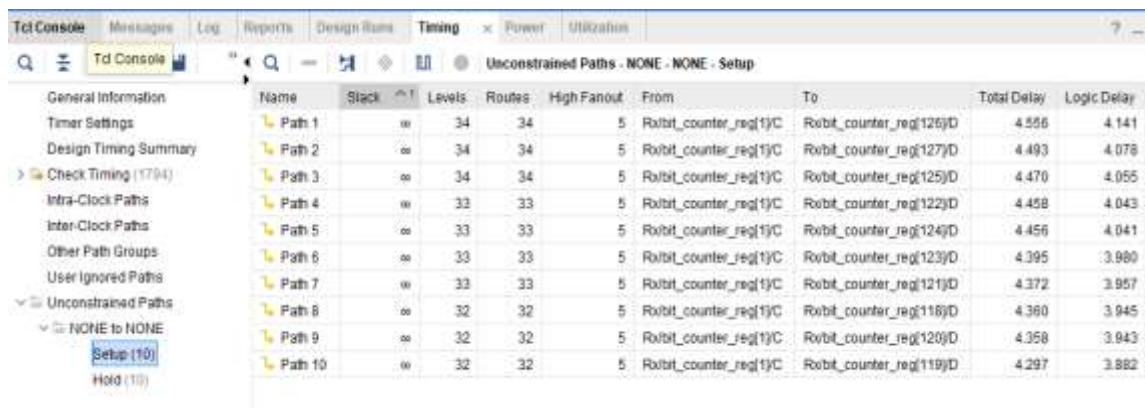 Tcl Console Messages Log Reports Design Runs Timing × Power Utilization ? _
Tcl Console
Unconstrained Paths - NONE - NONE - Setup
General Information
Timer Settings
Design Timing Summary
Check Timing (1794)
Intra-Clock Paths
Inter-Clock Paths
Other Path Groups
User Ignored Paths
Unconstrained Paths
NONE to NONE
Setup (10)
Hold (10)
Name Slack ^1 Levels Routes High Fanout From To Total Delay Logic Delay
Path 1 ∞ 34 34 5 Rx/bit_counter_reg[1]/C Rx/bit_counter_reg[126]/D 4.556 4.141
Path 2 ∞ 34 34 5 Rx/bit_counter_reg[1]/C Rx/bit_counter_reg[127]/D 4.493 4.078
Path 3 ∞ 34 34 5 Rx/bit_counter_reg[1]/C Rx/bit_counter_reg[125]/D 4.470 4.055
Path 4 ∞ 33 33 5 Rx/bit_counter_reg[1]/C Rx/bit_counter_reg[122]/D 4.458 4.043
Path 5 ∞ 33 33 5 Rx/bit_counter_reg[1]/C Rx/bit_counter_reg[124]/D 4.456 4.041
Path 6 ∞ 33 33 5 Rx/bit_counter_reg[1]/C Rx/bit_counter_reg[123]/D 4.395 3.980
Path 7 ∞ 33 33 5 Rx/bit_counter_reg[1]/C Rx/bit_counter_reg[121]/D 4.372 3.957
Path 8 ∞ 32 32 5 Rx/bit_counter_reg[1]/C Rx/bit_counter_reg[118]/D 4.360 3.945
Path 9 ∞ 32 32 5 Rx/bit_counter_reg[1]/C Rx/bit_counter_reg[120]/D 4.358 3.943
Path 10 ∞ 32 32 5 Rx/bit_counter_reg[1]/C Rx/bit_counter_reg[119]/D 4.297 3.882